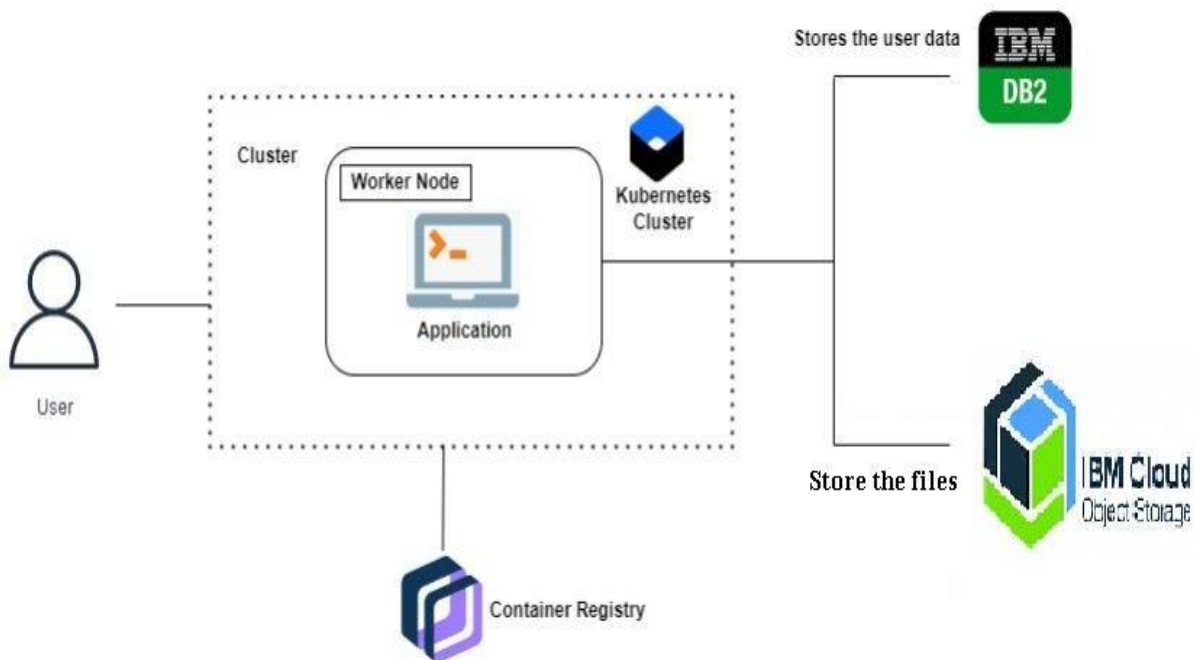 Stores the user data
IBM
DB2
Cluster
Worker Node
Kubernetes
Cluster
Application
User
Store the files
IBM Cloud
Object Storage
Container Registry